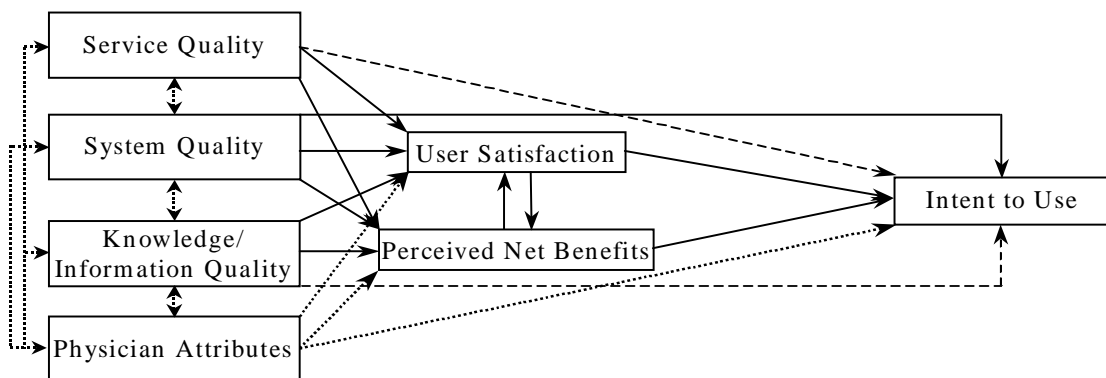 Service Quality
System Quality
User Satisfaction
Intent to Use
Knowledge/
Information Quality
Perceived Net Benefits
Physician Attributes